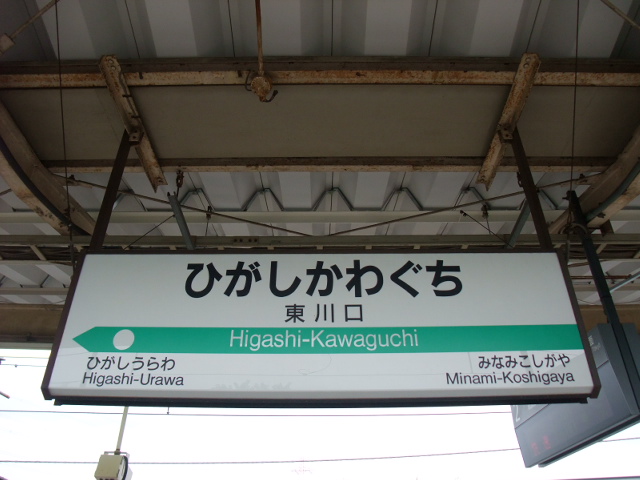 ひがしかわぐち
東川口
Higashi-Kawaguchi
ひがしうらわ
Higashi-Urawa
みなみこしがや
Minami-Koshigaya